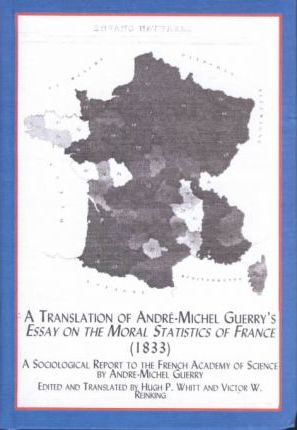 A TRANSLATION OF ANDRÉ-MICHEL GUERRY'S
ESSAY ON THE MORAL STATISTICS OF FRANCE
(1833)
A SOCIOLOGICAL REPORT TO THE FRENCH ACADEMY OF SCIENCE
BY ANDRE-MICHEL GUERRY
EDITED AND TRANSLATED BY HUGH P. WHITT AND VICTOR W.
REINKING